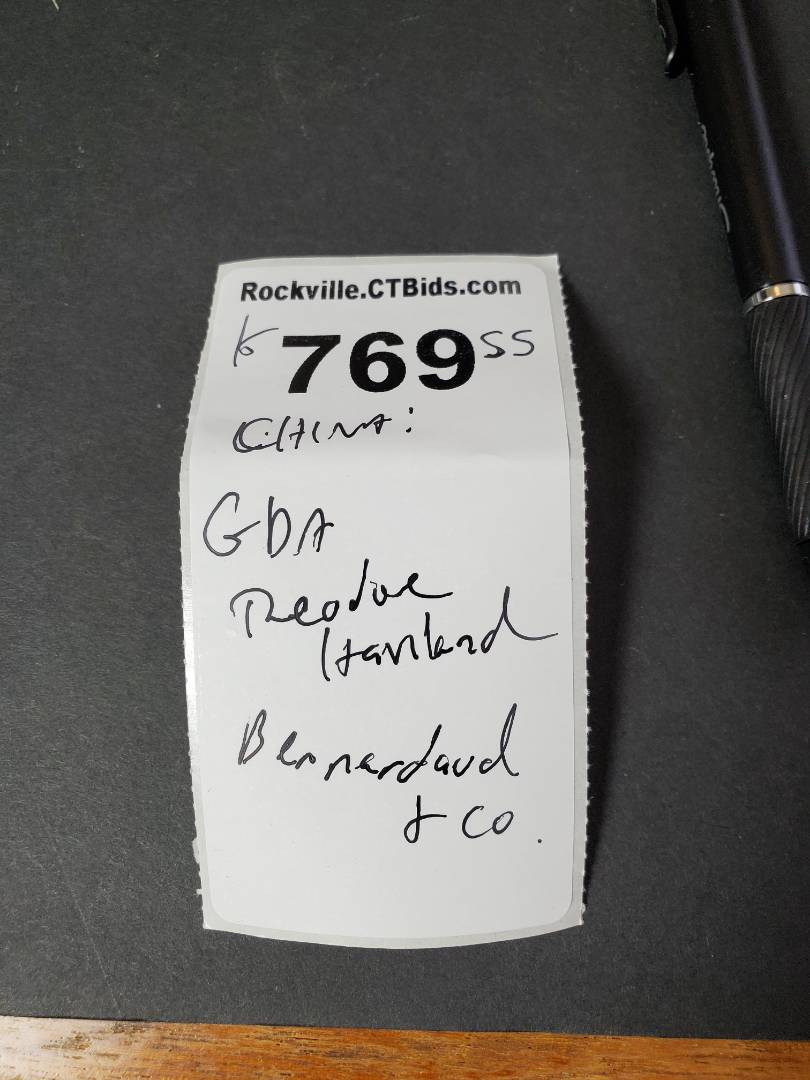 Rockville.CTBids.com
K 769 SS
CHINA:
GDA
Theodore
Haviland
Bernardaud
& Co.